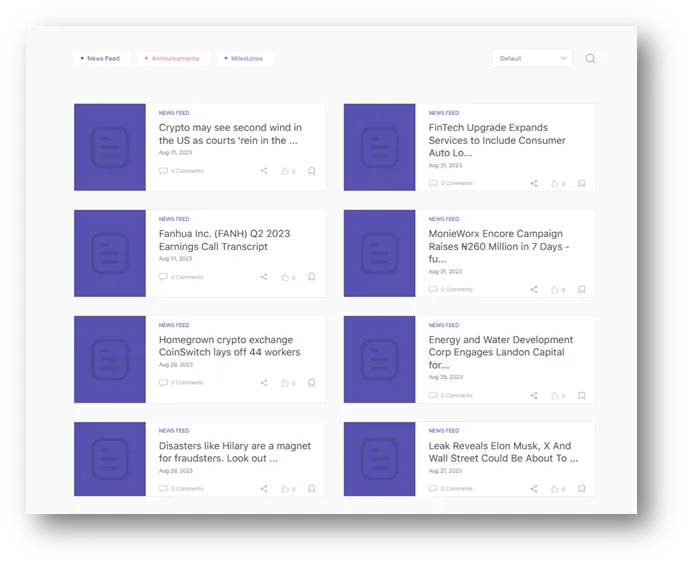 News Feed
Announcements
Milestones
Default
NEWS FEED
Crypto may see second wind in
the US as courts 'rein in the ...
Aug 31, 2023
0 Comments
0
NEWS FEED
FinTech Upgrade Expands
Services to Include Consumer
Auto Lo...
Aug 31, 2023
0 Comments
0
NEWS FEED
Fanhua Inc. (FANH) Q2 2023
Earnings Call Transcript
Aug 31, 2023
0 Comments
0
NEWS FEED
MonieWorx Encore Campaign
Raises ₦260 Million in 7 Days -
fu...
Aug 31, 2023
0 Comments
0
NEWS FEED
Homegrown crypto exchange
CoinSwitch lays off 44 workers
Aug 29, 2023
0 Comments
0
NEWS FEED
Energy and Water Development
Corp Engages Landon Capital
for...
Aug 29, 2023
0 Comments
0
NEWS FEED
Disasters like Hilary are a magnet
for fraudsters. Look out ...
Aug 29, 2023
0 Comments
0
NEWS FEED
Leak Reveals Elon Musk, X And
Wall Street Could Be About To ...
Aug 27, 2023
0 Comments
0